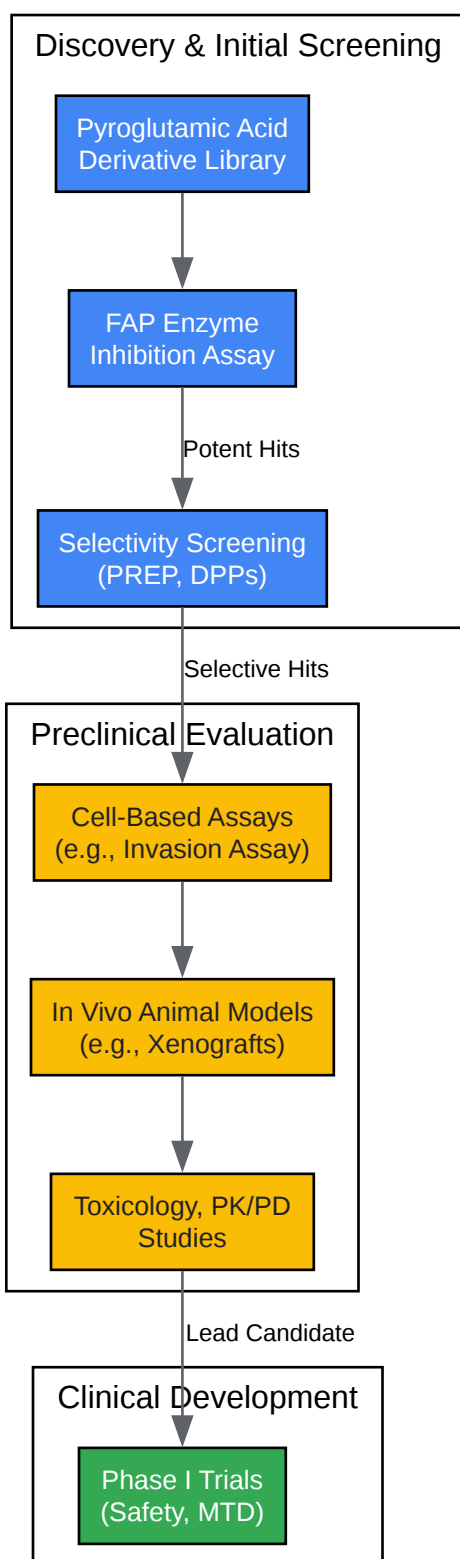 Discovery & Initial Screening
Pyroglutamic Acid
Derivative Library
FAP Enzyme
Inhibition Assay
Potent Hits
Selectivity Screening
(PREP, DPPs)
Selective Hits
Preclinical Evaluation
Cell-Based Assays
(e.g., Invasion Assay)
In Vivo Animal Models
(e.g., Xenografts)
Toxicology, PK/PD
Studies
Lead Candidate
Clinical Development
Phase I Trials
(Safety, MTD)